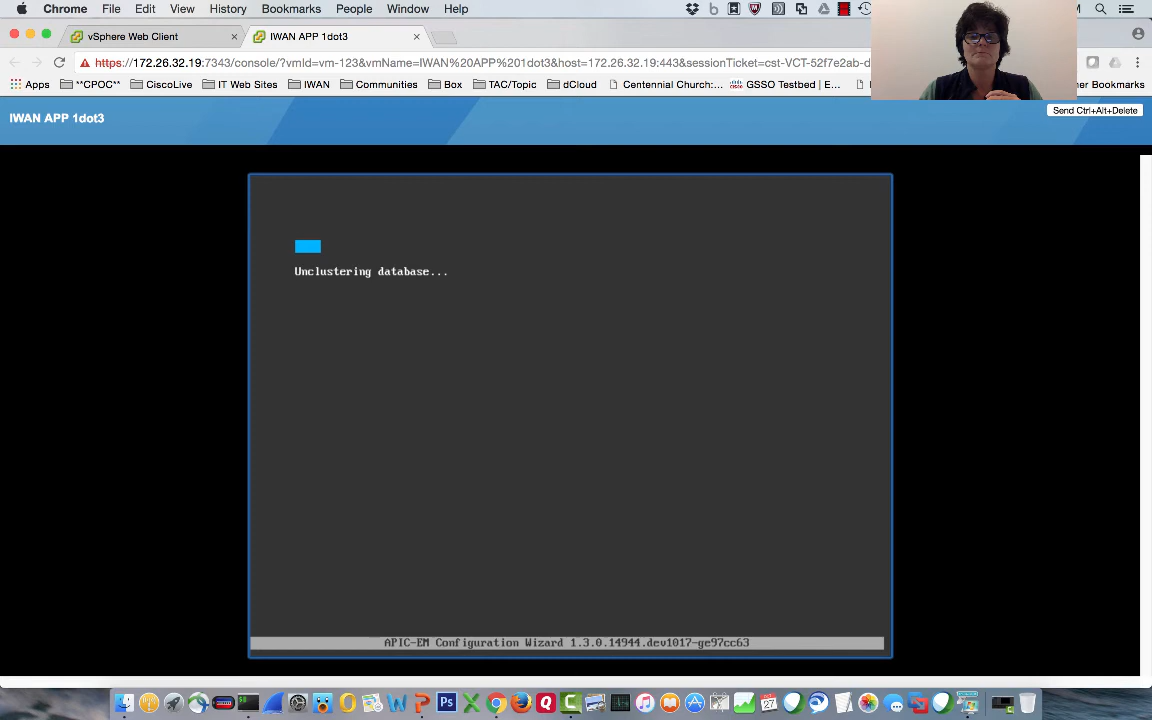 Chrome File Edit View History Bookmarks People Window Help
vSphere Web Client
IWAN APP 1dot3
https://172.26.32.19:7343/console/?vmId=vm-123&vmName=IWAN%20APP%201dot3&host=172.26.32.19:443&sessionTicket=cst-VCT-52f7e2ab-d
Apps **CPOC** CiscoLive IT Web Sites IWAN Communities Box TAC/Topic dCloud Centennial Church:... GSSO Testbed | E... er Bookmarks
IWAN APP 1dot3
Send Ctrl+Alt+Delete
Unclustering database...
APIC-EM Configuration Wizard 1.3.0.14944.dev1017-ge97cc63